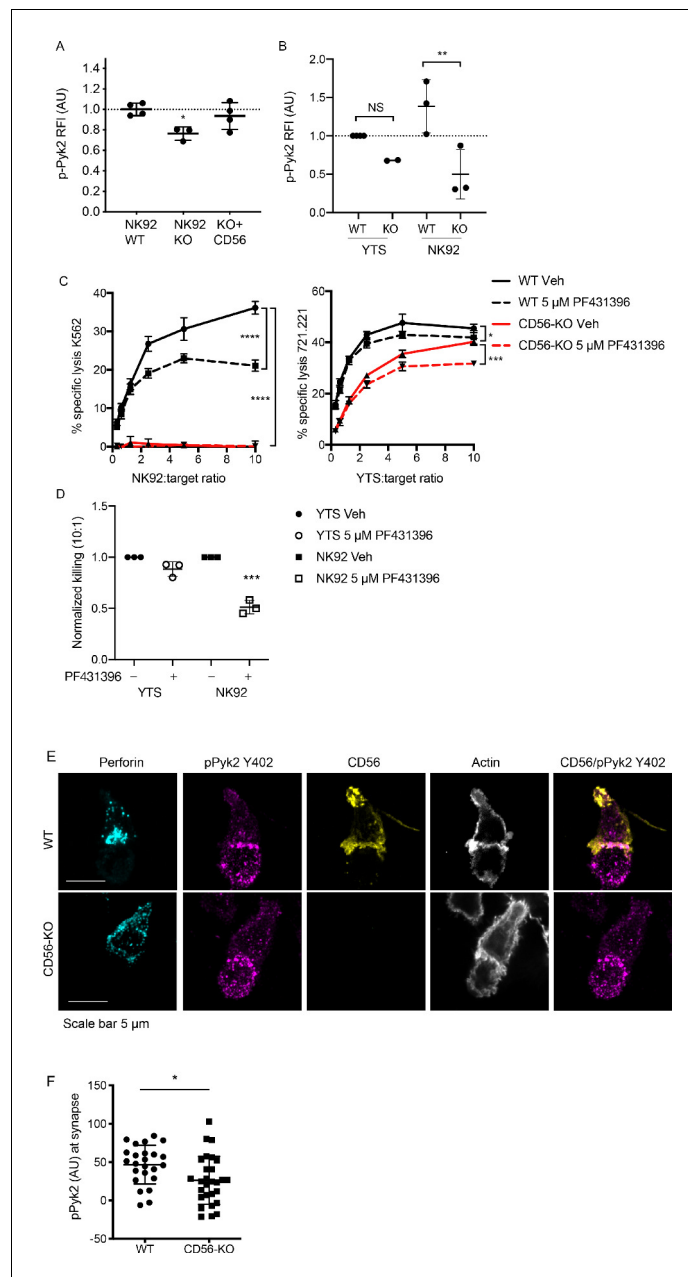 A
p-Pyk2 RFI (AU)
1.4
1.2
1.0
0.8
0.6
0.4
0.2
0.0
*
NK92 NK92 KO+
WT KO CD56
B
p-Pyk2 RFI (AU)
2.0
1.5
1.0
0.5
0.0
NS
**
WT KO WT KO
YTS NK92
C
% specific lysis K562
40
30
20
10
0
****
****
0 2 4 6 8 10
NK92:target ratio
% specific lysis 721.221
60
40
20
0
*
***
0 2 4 6 8 10
YTS:target ratio
WT Veh
WT 5 µM PF431396
CD56-KO Veh
CD56-KO 5 µM PF431396
D
Normalized killing (10:1)
1.5
1.0
0.5
0.0
***
PF431396 – + – +
YTS NK92
YTS Veh
YTS 5 µM PF431396
NK92 Veh
NK92 5 µM PF431396
E
Perforin pPyk2 Y402 CD56 Actin CD56/pPyk2 Y402
WT
CD56-KO
Scale bar 5 µm
F
pPyk2 (AU) at synapse
150
100
50
0
-50
*
WT CD56-KO